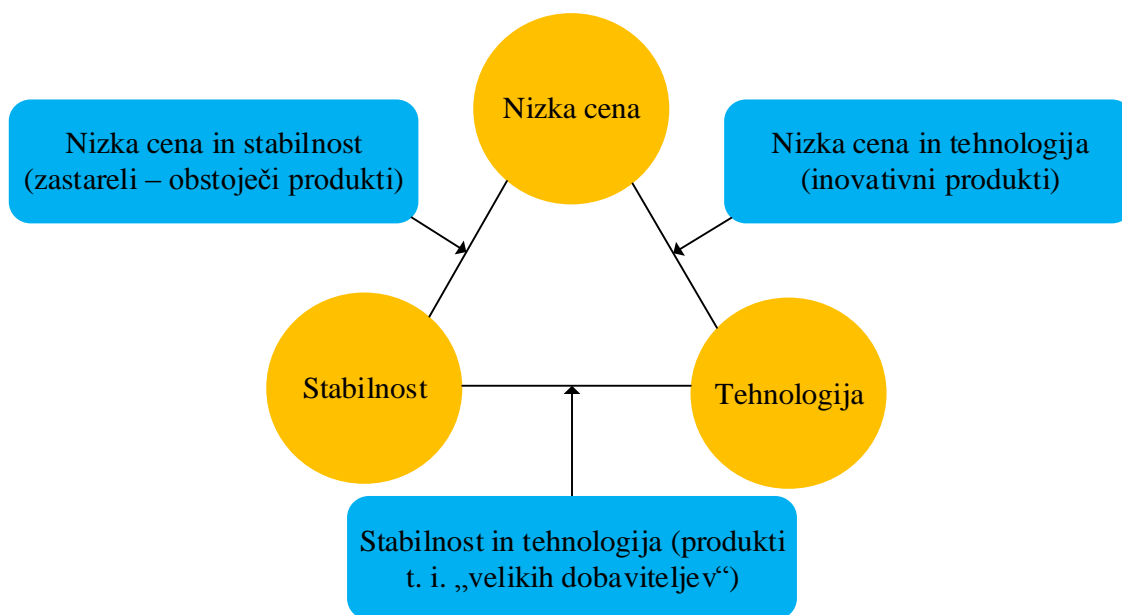 Nizka cena
Nizka cena in stabilnost
(zastareli – obstoječi produkti)
Nizka cena in tehnologija
(inovativni produkti)
Stabilnost
Tehnologija
Stabilnost in tehnologija (produkti
t. i. „velikih dobaviteljev“)